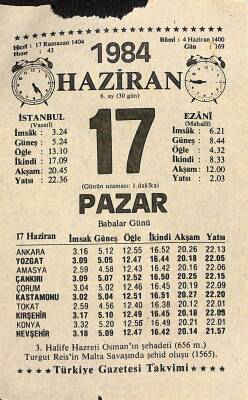 Hicrî : 17 Ramazan 1404
Hızır : 43
Rûmî : 4 Haziran 1400
Gün : 169
1984
HAZİRAN
6. ay (30 gün)
İSTANBUL
(Vasatî)
İmsâk : 3.24
Güneş : 5.24
Öğle : 13.10
İkindi : 17.09
Akşam : 20.45
Yatsı : 22.36
17
EZÂNÎ
(Mahallî)
İmsâk : 6.21
Güneş : 8.44
Öğle : 4.32
İkindi : 8.33
Akşam : 12.00
Yatsı : 2.03
(Günün uzaması: 1.dakika)
PAZAR
Babalar Günü
17 Haziran İmsak Güneş Öğle İkindi Akşam Yatsı
ANKARA 3.16 5.12 12.55 16.52 20.26 22.13
YOZGAT 3.09 5.05 12.47 16.44 20.18 22.05
AMASYA 2.59 4.58 12.43 16.42 20.16 22.06
ÇANKIRI 3.09 5.07 12.52 16.50 20.25 22.15
ÇORUM 3.04 5.02 12.46 16.45 20.19 22.09
KASTAMONU 3.02 5.04 12.51 16.51 20.27 22.20
TOKAT 2.59 4.56 12.40 16.38 20.12 22.01
KIRŞEHİR 3.17 5.10 12.49 16.45 20.18 22.09
KONYA 3.32 5.20 12.56 16.49 20.21 22.01
NEVŞEHİR 3.18 5.09 12.47 16.42 20.14 21.57
3. Halife Hazreti Osman'ın şehadeti (656 m.)
Turgut Reis'in Malta Savaşında şehid oluşu (1565).
Türkiye Gazetesi Takvimi